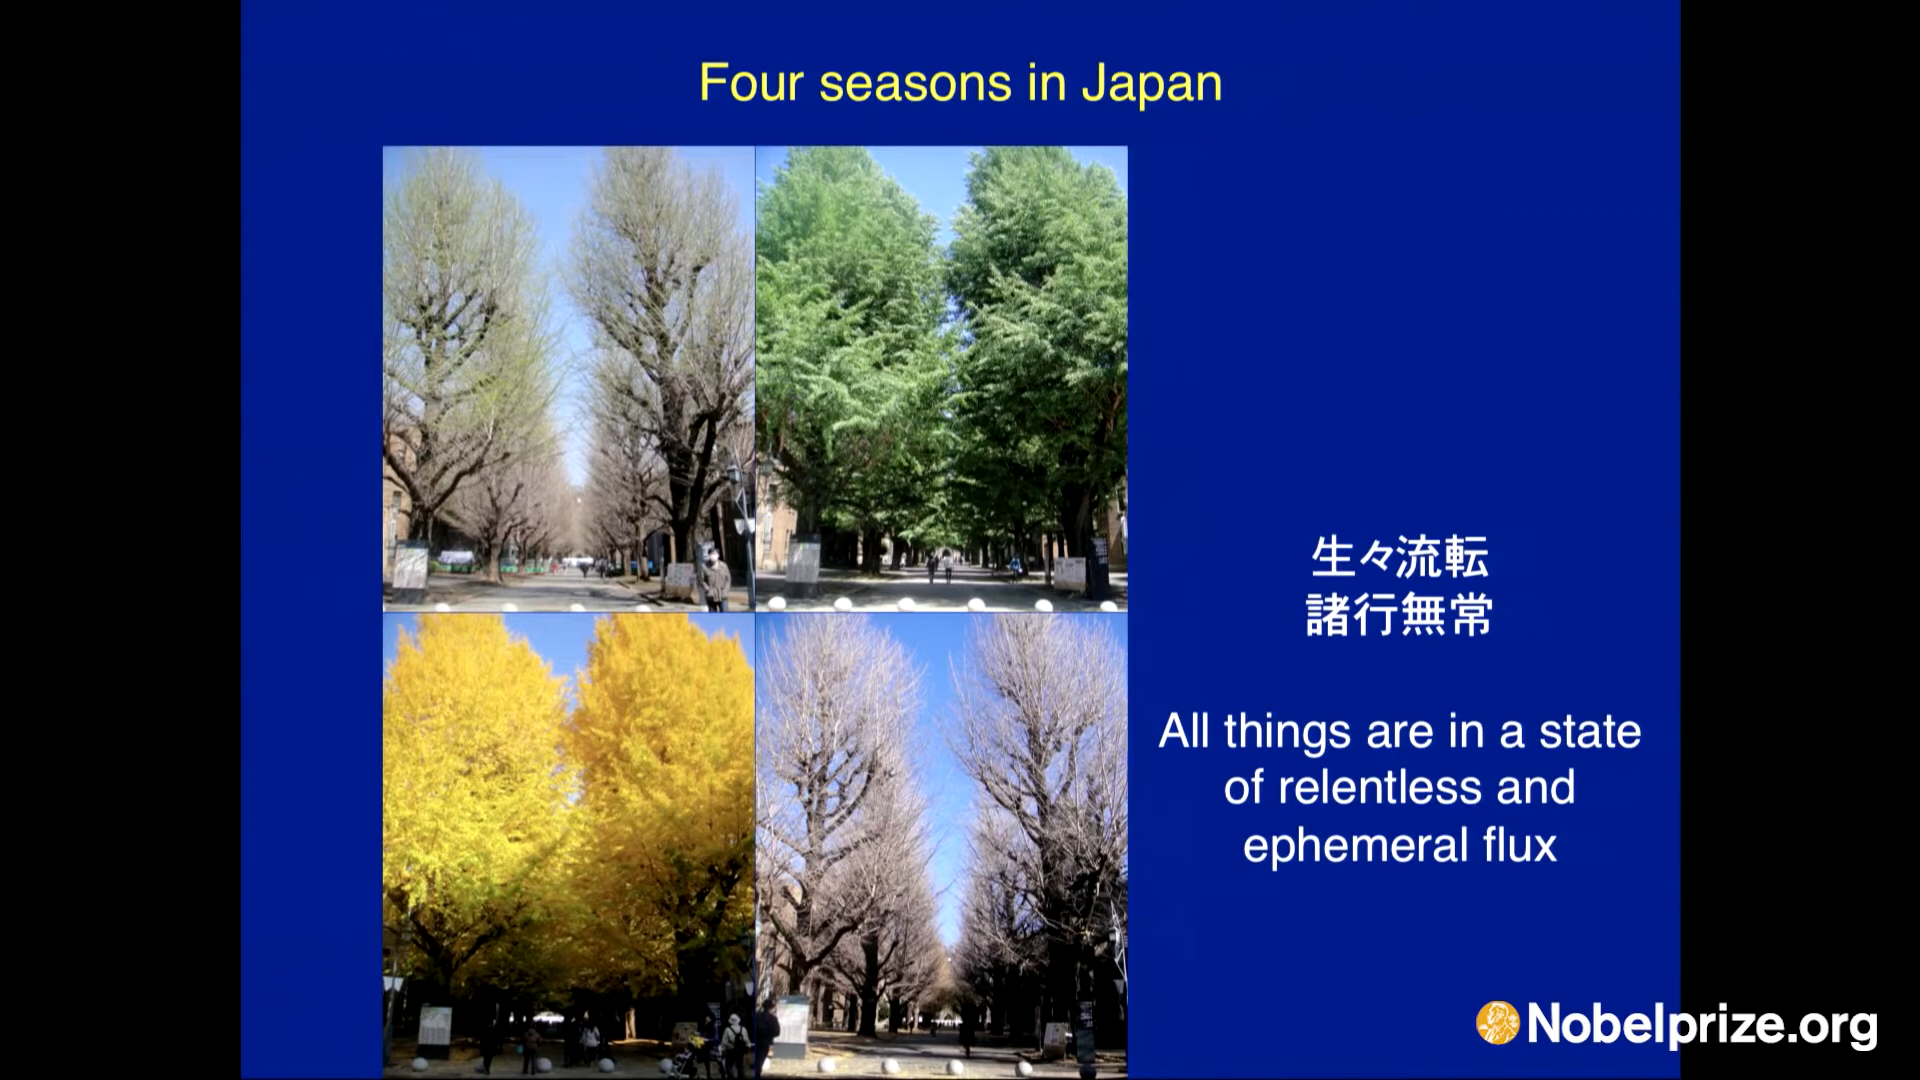 Four seasons in Japan
生々流転
諸行無常
All things are in a state
of relentless and
ephemeral flux
Nobelprize.org